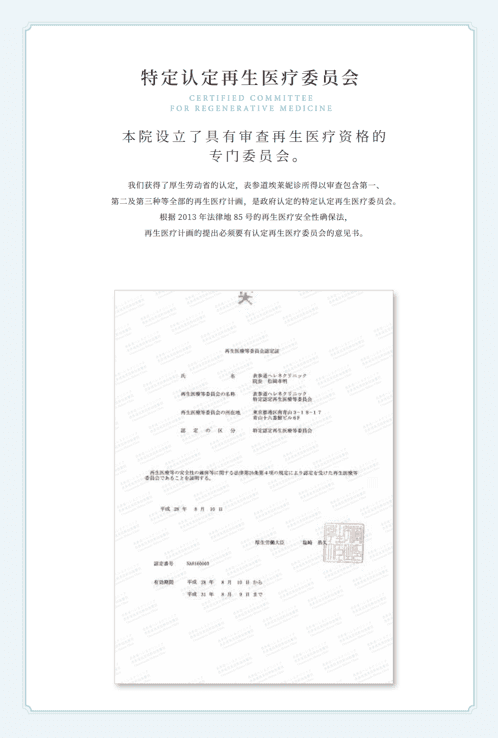 特定认定再生医疗委员会
CERTIFIED COMMITTEE
FOR REGENERATIVE MEDICINE
本院设立了具有审查再生医疗资格的
专门委员会。
我们获得了厚生劳动省的认定，表参道埃莱妮诊所得以审查包含第一、
第二及第三种等全部的再生医疗计画，是政府认定的特定认定再生医疗委员会。
根据 2013 年法律地 85 号的再生医疗安全性确保法，
再生医疗计画的提出必须要有认定再生医疗委员会的意见书。
再生医療等委員会認定証
氏 名 表参道ヘレネクリニック
院長 松岡孝明
再生医療等委員会の名称 表参道ヘレネクリニック
特定認定再生医療等委員会
再生医療等委員会の所在地 東京都港区南青山5-18-17
青山十八番館ビル6F
認 定 の 区 分 特定認定再生医療等委員会
再生医療等の安全性の確保等に関する法律第26条第4項の規定により認定を受けた再生医療等
委員会であることを証明する。
平成 28 年 8 月 10 日
厚生労働大臣 塩崎 恭久
認定番号
有効期間 平成 28 年 8 月 10 日 から
平成 31 年 8 月 9 日 まで